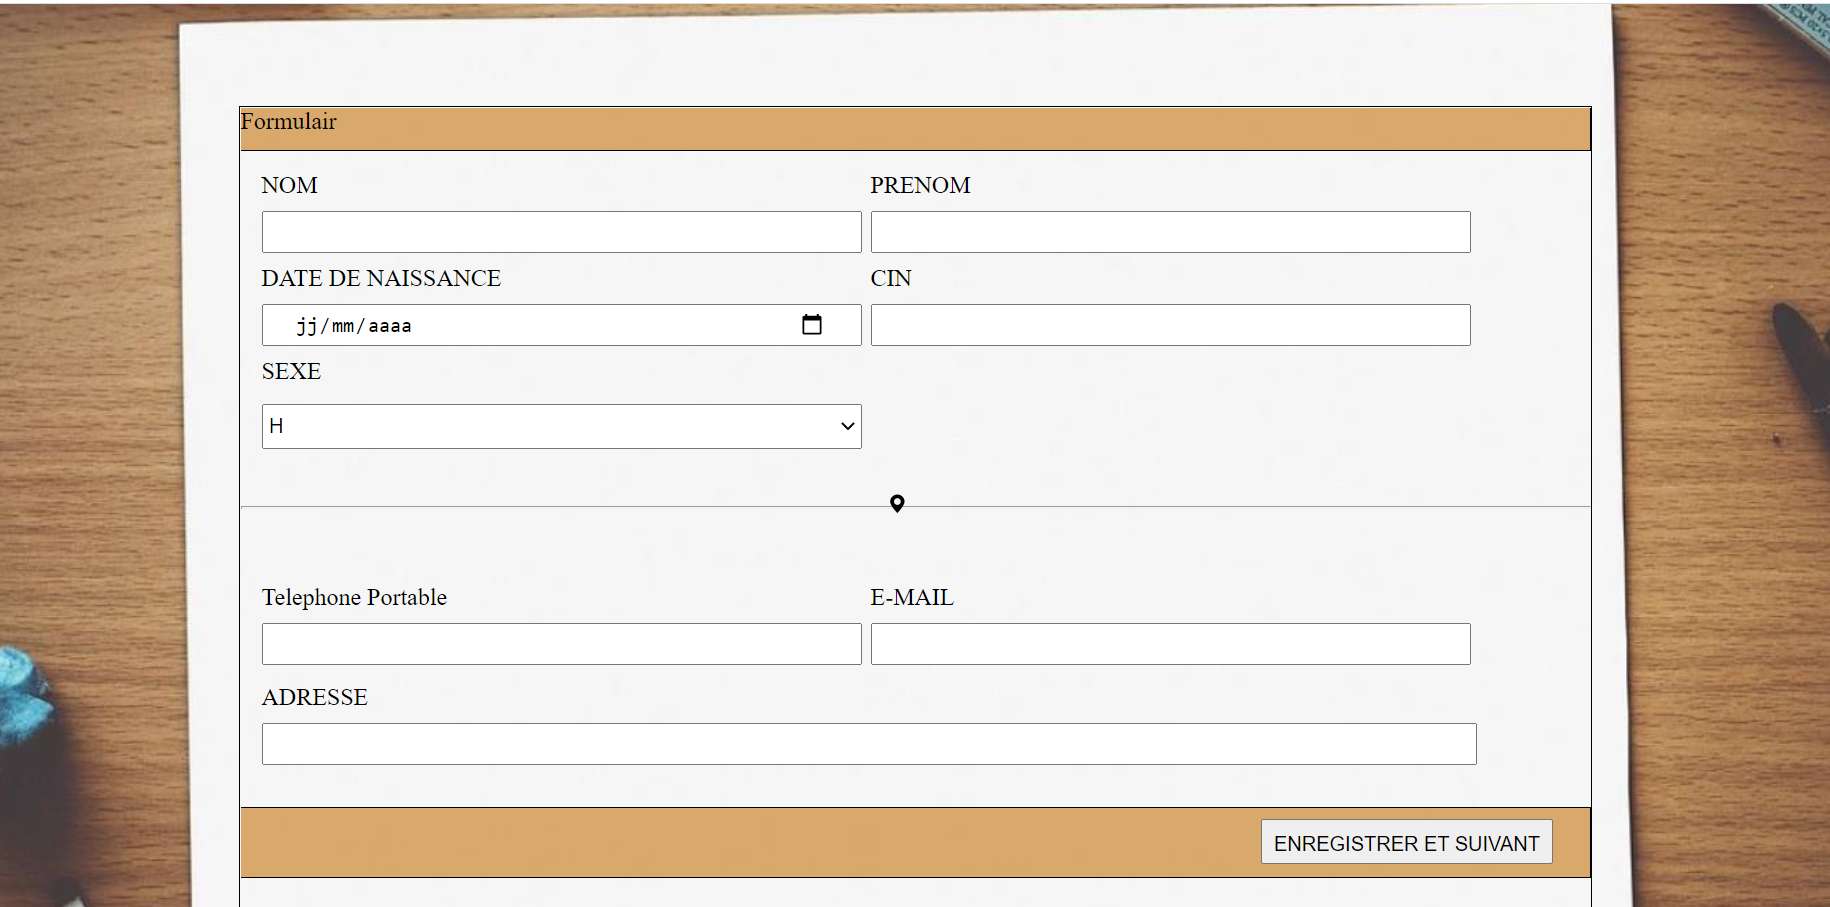 Formulair
NOM PRENOM
DATE DE NAISSANCE CIN
jj/mm/aaaa
SEXE
H
Telephone Portable E-MAIL
ADRESSE
ENREGISTRER ET SUIVANT